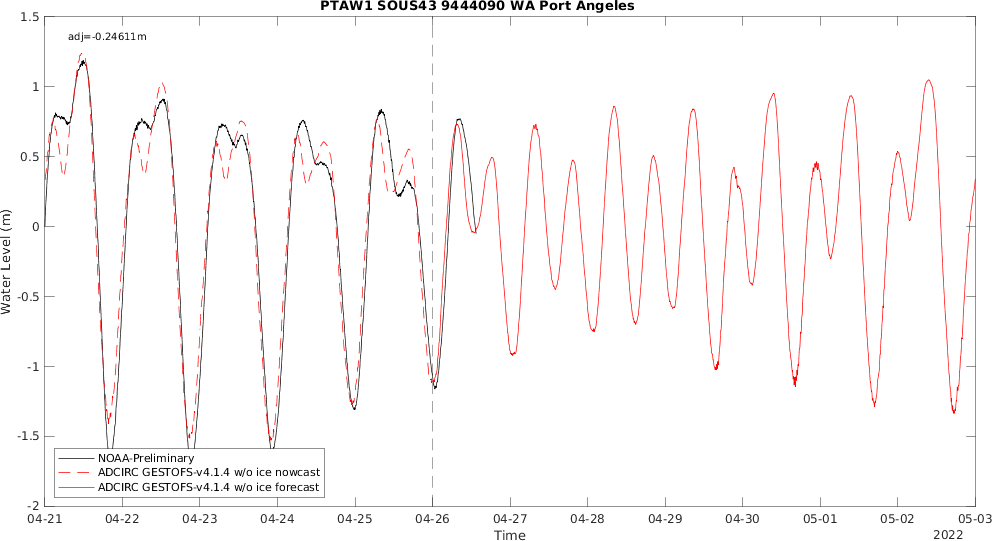 PTAW1 SOUS43 9444090 WA Port Angeles
adj=-0.24611m
1.5
1
0.5
0
-0.5
-1
-1.5
-2
Water Level (m)
NOAA-Preliminary
ADCIRC GESTOFS-v4.1.4 w/o ice nowcast
ADCIRC GESTOFS-v4.1.4 w/o ice forecast
04-21 04-22 04-23 04-24 04-25 04-26 04-27 04-28 04-29 04-30 05-01 05-02 05-03
Time
2022